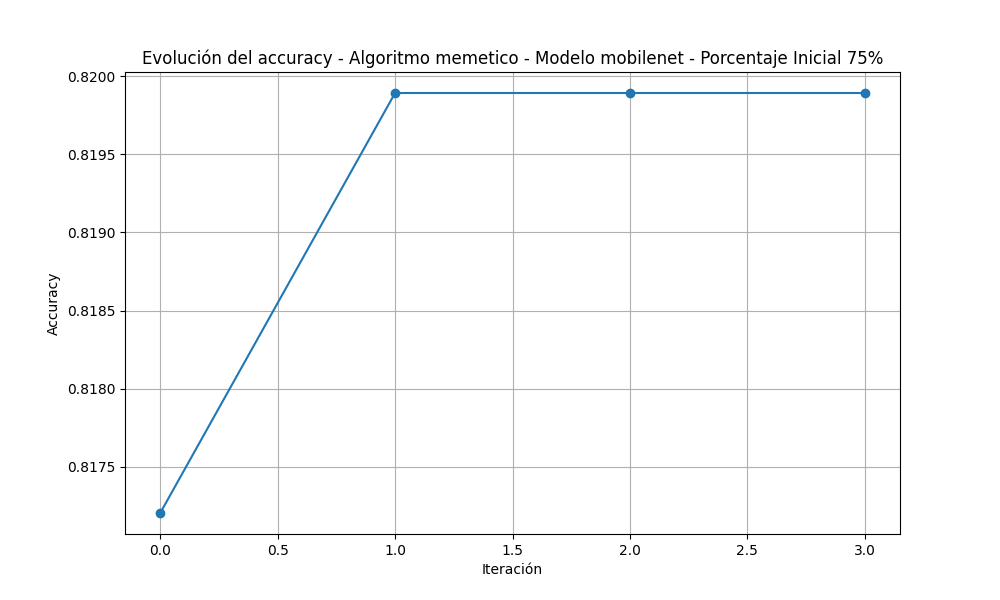 Evolución del accuracy - Algoritmo memetico - Modelo mobilenet - Porcentaje Inicial 75%
0.8200
0.8195
0.8190
0.8185
0.8180
0.8175
Accuracy
0.0 0.5 1.0 1.5 2.0 2.5 3.0
Iteración